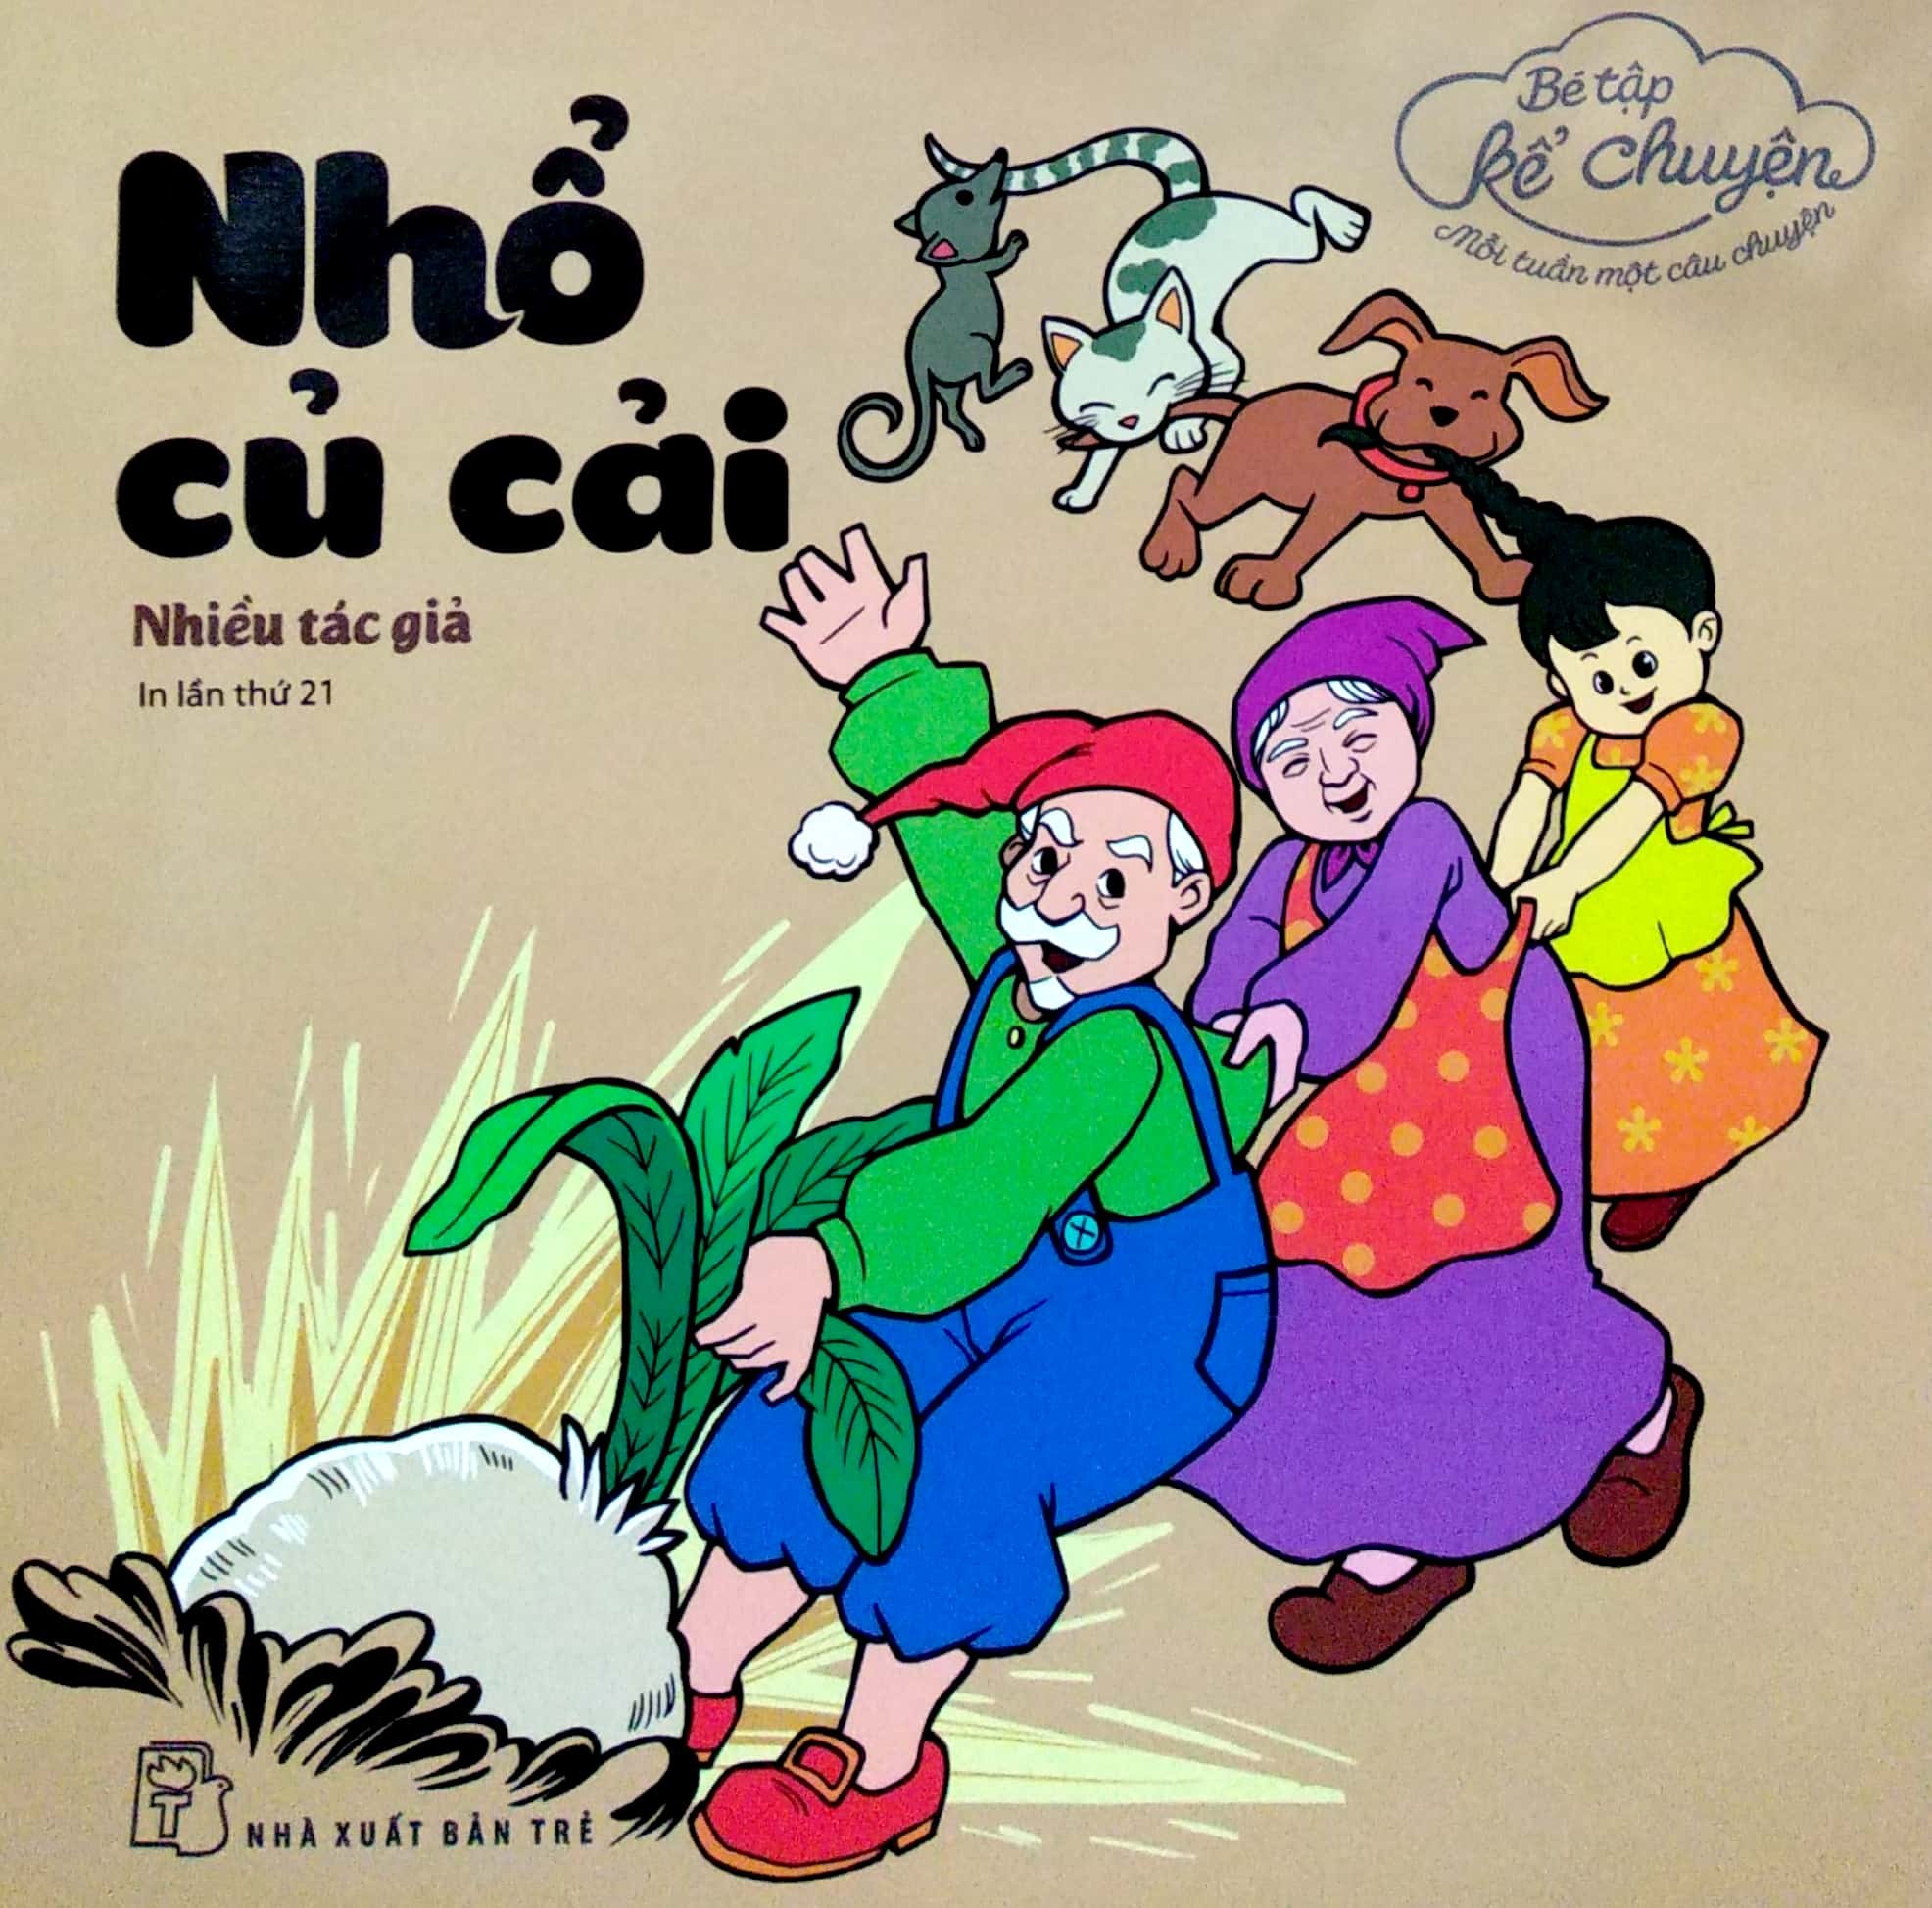 Bé tập
kể chuyện
Mỗi tuần một câu chuyện
Nhổ
củ cải
Nhiều tác giả
In lần thứ 21
T
NHÀ XUẤT BẢN TRẺ